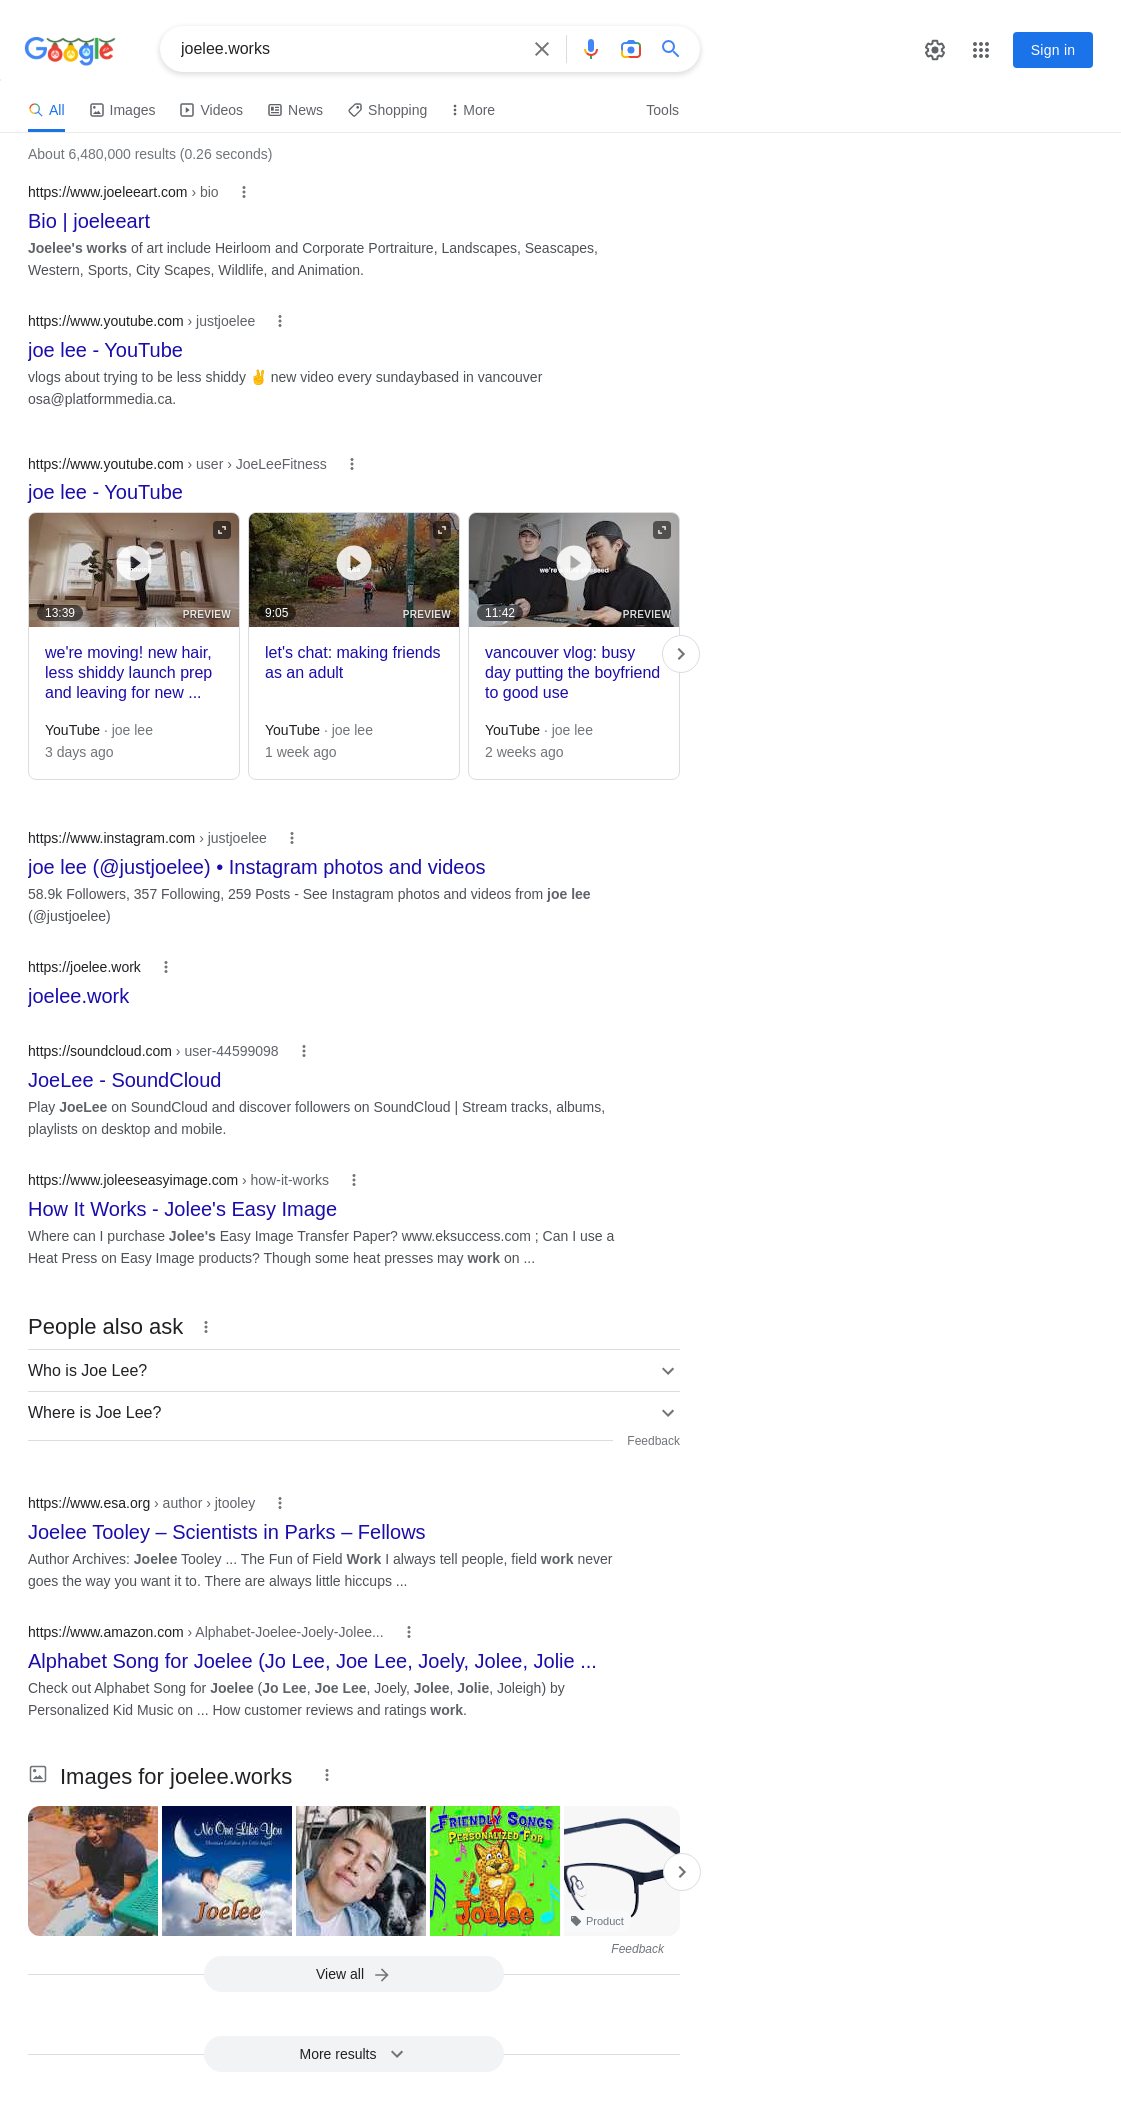 Google
joelee.works
Sign in
All
Images
Videos
News
Shopping
More
Tools
About 6,480,000 results (0.26 seconds)
https://www.joeleeart.com › bio
Bio | joeleeart
Joelee's works of art include Heirloom and Corporate Portraiture, Landscapes, Seascapes,
Western, Sports, City Scapes, Wildlife, and Animation.
https://www.youtube.com › justjoelee
joe lee - YouTube
vlogs about trying to be less shiddy ✌ new video every sundaybased in vancouver
osa@platformmedia.ca.
https://www.youtube.com › user › JoeLeeFitness
joe lee - YouTube
13:39
PREVIEW
9:05
PREVIEW
we're
11:42
PREVIEW
we're moving! new hair,
less shiddy launch prep
and leaving for new ...
YouTube · joe lee
3 days ago
let's chat: making friends
as an adult
YouTube · joe lee
1 week ago
vancouver vlog: busy
day putting the boyfriend
to good use
YouTube · joe lee
2 weeks ago
https://www.instagram.com › justjoelee
joe lee (@justjoelee) • Instagram photos and videos
58.9k Followers, 357 Following, 259 Posts - See Instagram photos and videos from joe lee
(@justjoelee)
https://joelee.work
joelee.work
https://soundcloud.com › user-44599098
JoeLee - SoundCloud
Play JoeLee on SoundCloud and discover followers on SoundCloud | Stream tracks, albums,
playlists on desktop and mobile.
https://www.joleeseasyimage.com › how-it-works
How It Works - Jolee's Easy Image
Where can I purchase Jolee's Easy Image Transfer Paper? www.eksuccess.com ; Can I use a
Heat Press on Easy Image products? Though some heat presses may work on ...
People also ask
Who is Joe Lee?
Where is Joe Lee?
Feedback
https://www.esa.org › author › jtooley
Joelee Tooley – Scientists in Parks – Fellows
Author Archives: Joelee Tooley ... The Fun of Field Work I always tell people, field work never
goes the way you want it to. There are always little hiccups ...
https://www.amazon.com › Alphabet-Joelee-Joely-Jolee...
Alphabet Song for Joelee (Jo Lee, Joe Lee, Joely, Jolee, Jolie ...
Check out Alphabet Song for Joelee (Jo Lee, Joe Lee, Joely, Jolee, Jolie, Joleigh) by
Personalized Kid Music on ... How customer reviews and ratings work.
Images for joelee.works
No One Like You
Joelee
FRIENDLY SONGS
PERSONALIZED FOR
Joelee
Product
Feedback
View all
More results